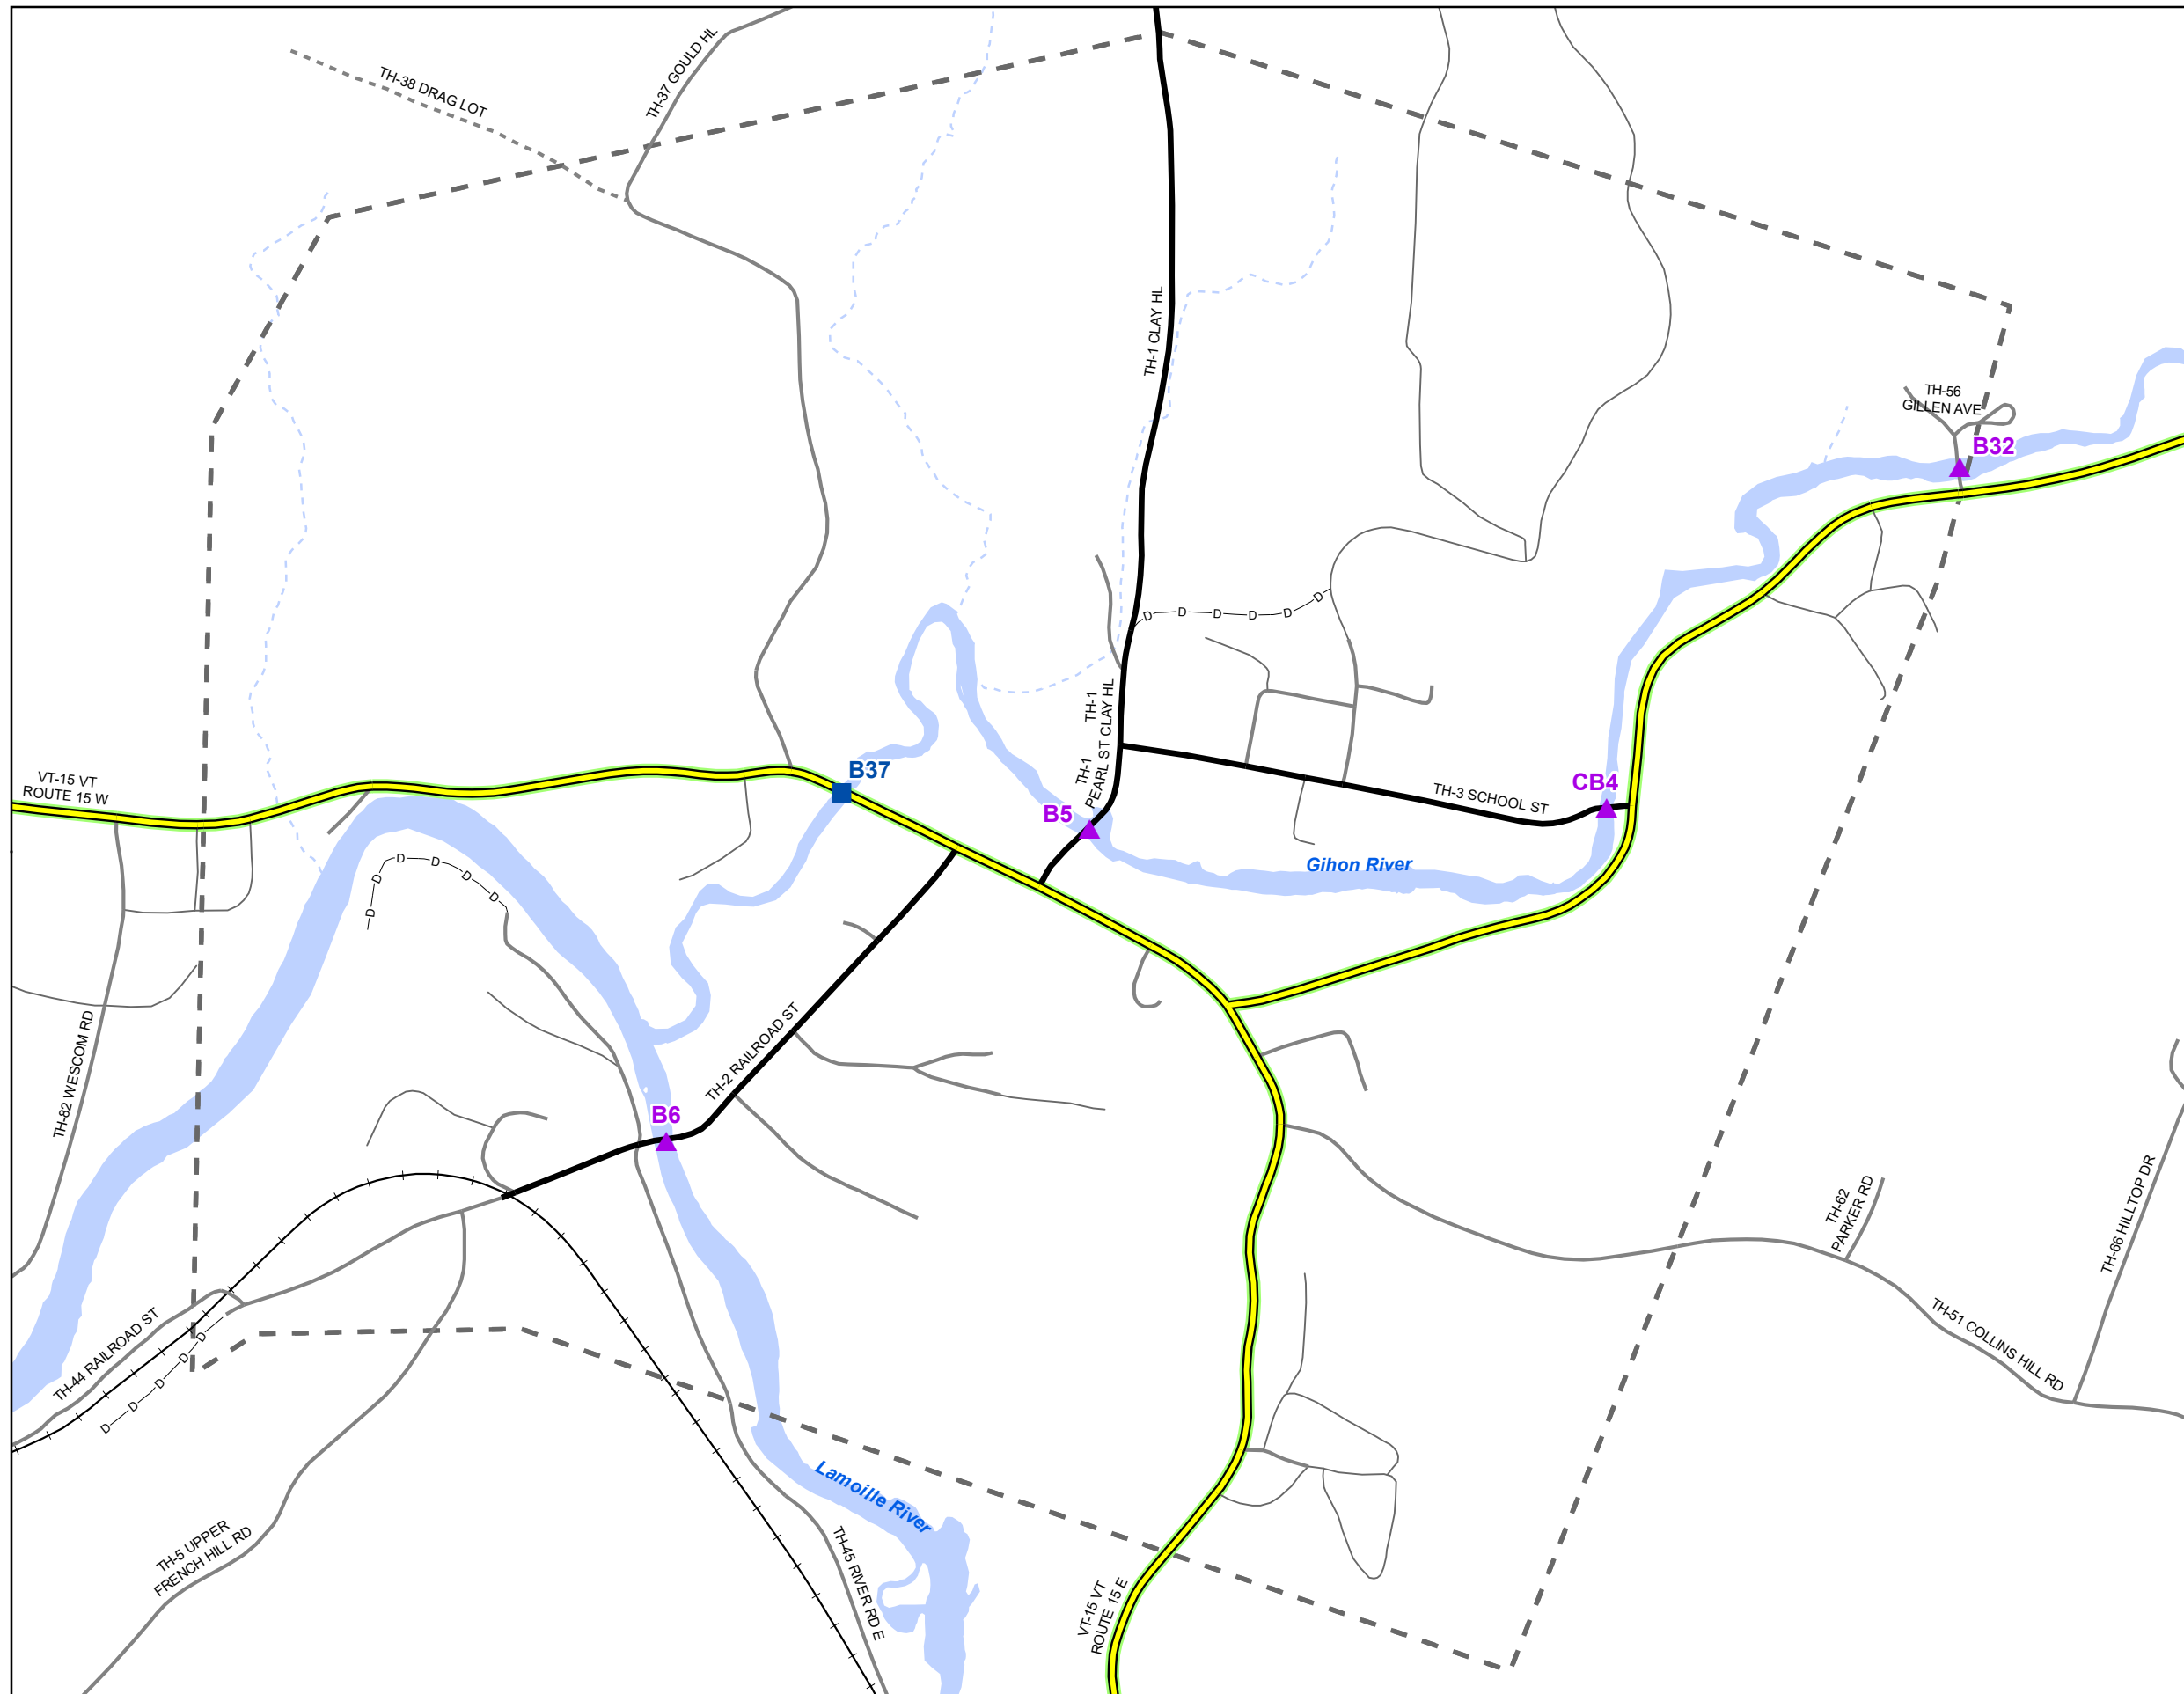 TH-37 GOULD HL
TH-38 DRAG LOT
TH-1 CLAY HL
TH-56
GILLEN AVE
B32
D D D D D D
TH-1
TH-1
PEARL ST CLAY HL
VT-15 VT
ROUTE 15 W
B37
CB4
TH-3 SCHOOL ST
B5
Gihon River
D D D D D D
TH-82 WESCOM RD
TH-2 RAILROAD ST
B6
TH-62
PARKER RD
TH-66 HILLTOP DR
TH-44 RAILROAD ST
D D D D D
TH-51 COLLINS HILL RD
Lamoille River
TH-5 UPPER
FRENCH HILL RD
TH-45 RIVER RD E
VT-15 VT
ROUTE 15 E